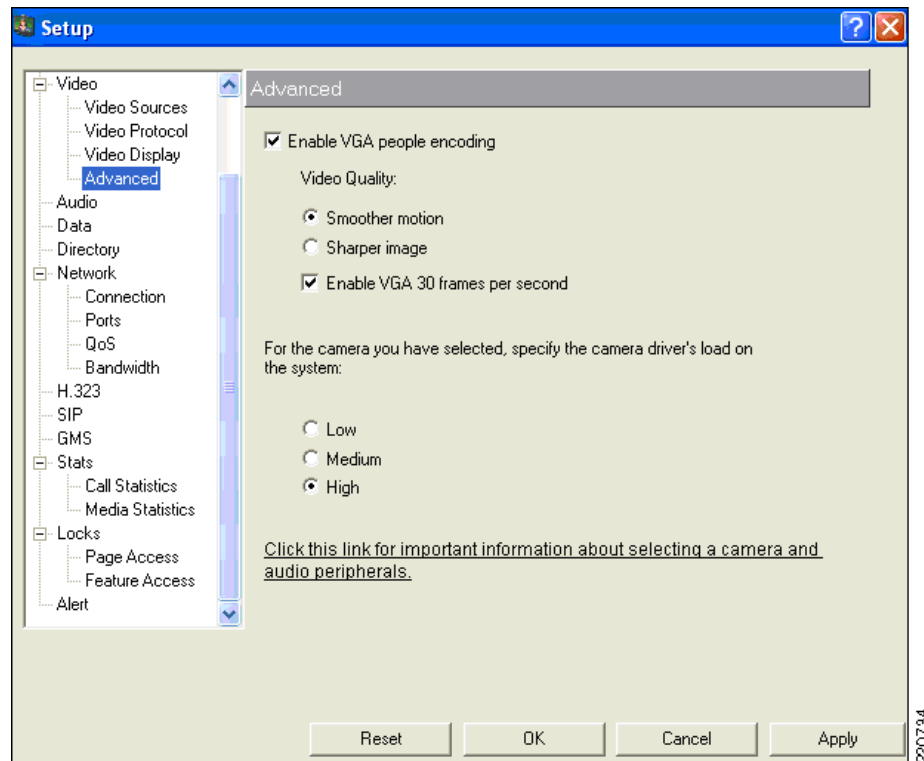 Setup
Video
Video Sources
Video Protocol
Video Display
Advanced
Audio
Data
Directory
Network
Connection
Ports
QoS
Bandwidth
H.323
SIP
GMS
Stats
Call Statistics
Media Statistics
Locks
Page Access
Feature Access
Alert
Advanced
Enable VGA people encoding
Video Quality:
Smoother motion
Sharper image
Enable VGA 30 frames per second
For the camera you have selected, specify the camera driver's load on
the system:
Low
Medium
High
Click this link for important information about selecting a camera and
audio peripherals.
Reset
OK
Cancel
Apply